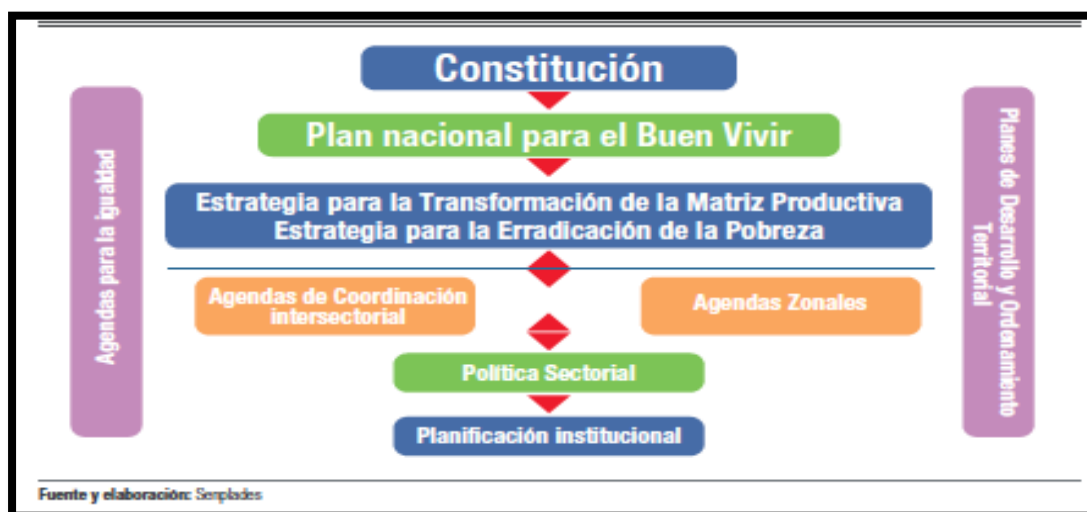 Constitución
Plan nacional para el Buen Vivir
Estrategia para la Transformación de la Matriz Productiva
Estrategia para la Erradicación de la Pobreza
Agendas para la igualdad
Planes de Desarrollo y Ordenamiento
Territorial
Agendas de Coordinación
intersectorial
Agendas Zonales
Política Sectorial
Planificación institucional
Fuente y elaboración: Senplades